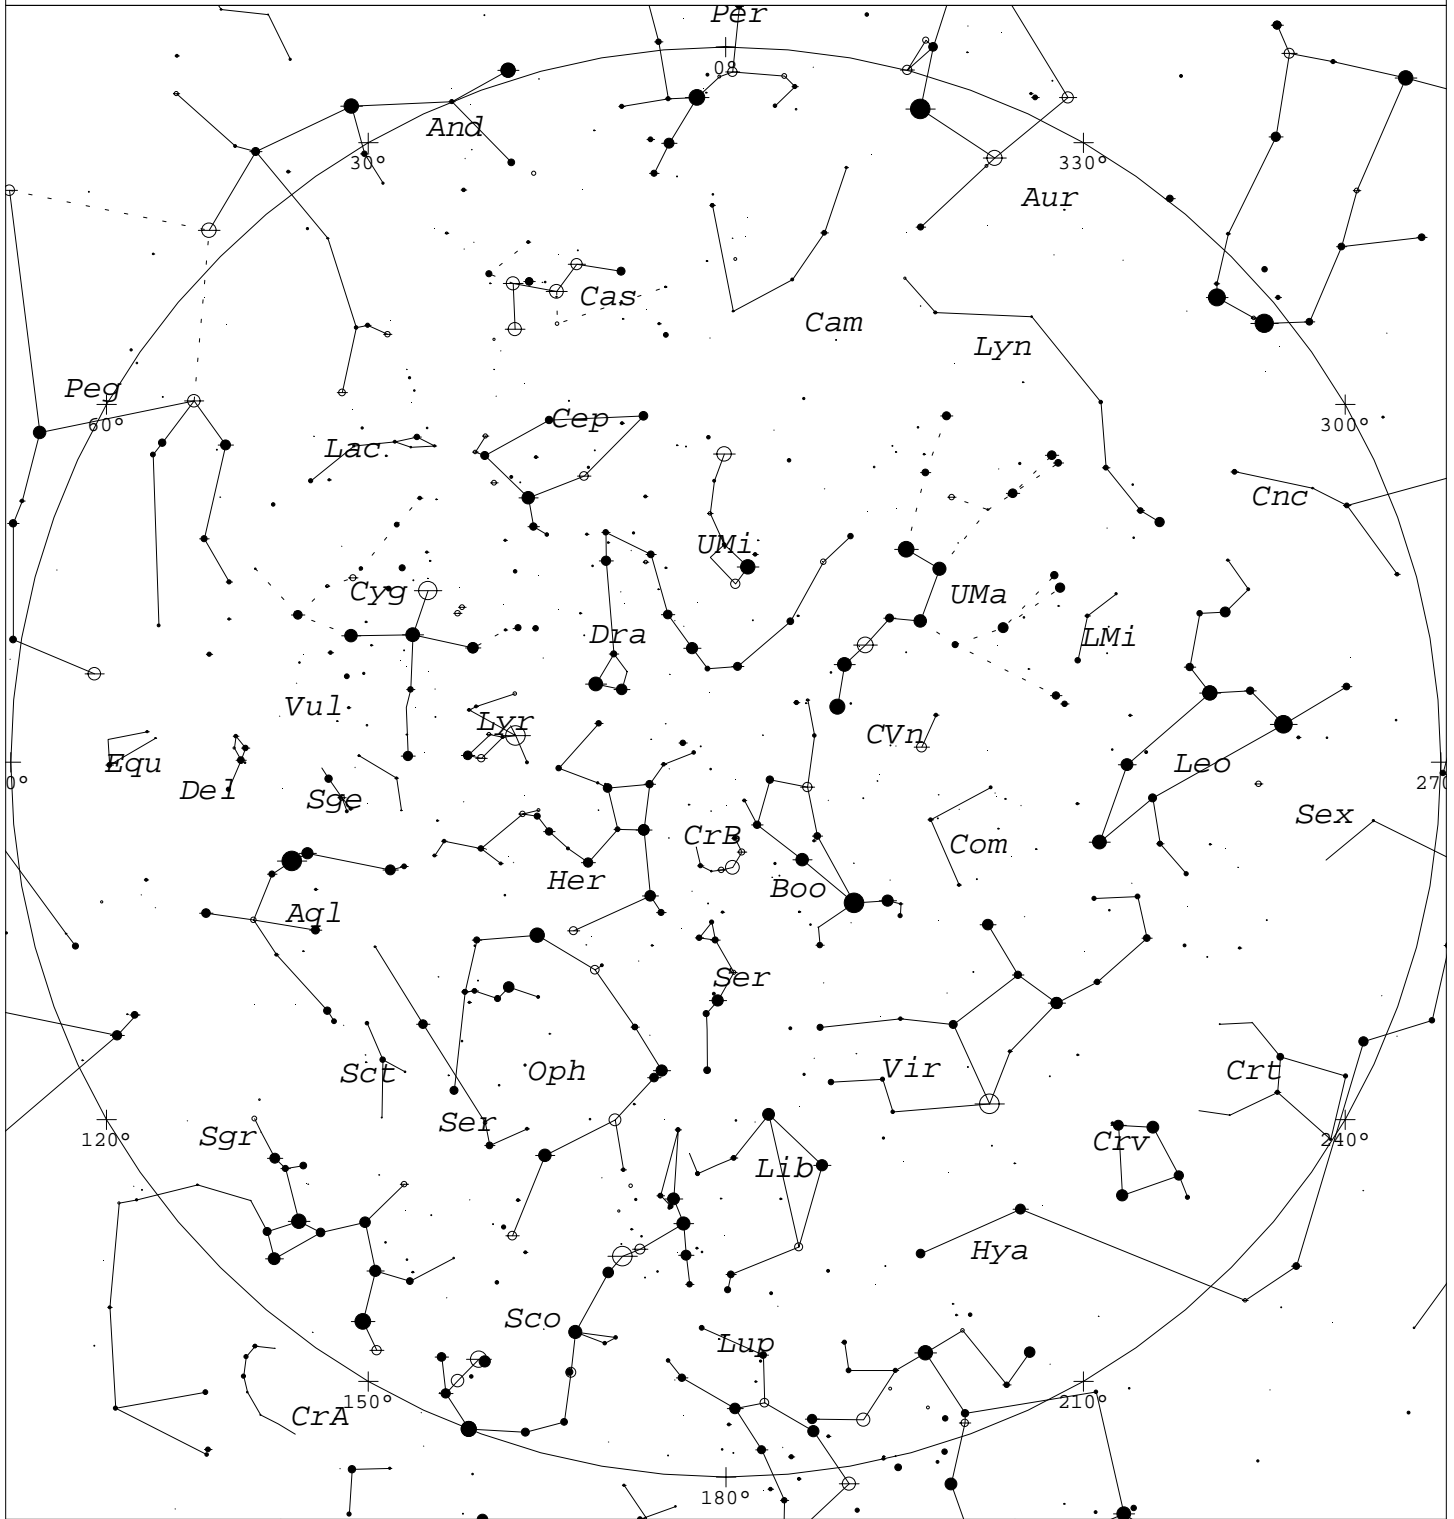 Per
08
And
30°
330°
Aur
Cas
Cam
Lyn
Peg
60°
Cep
300°
Lac
Cnc
UMi
Cyg
UMa
Dra
LMi
Vul
Lyr
CVn
Equ
Leo
0°
Del
Sge
270
Sex
CrB
Com
Her
Boo
Aql
Ser
Oph
Vir
Sct
Crt
Ser
120°
Sgr
240°
Crv
Lib
Hya
Sco
Lup
150°
210°
CrA
180°